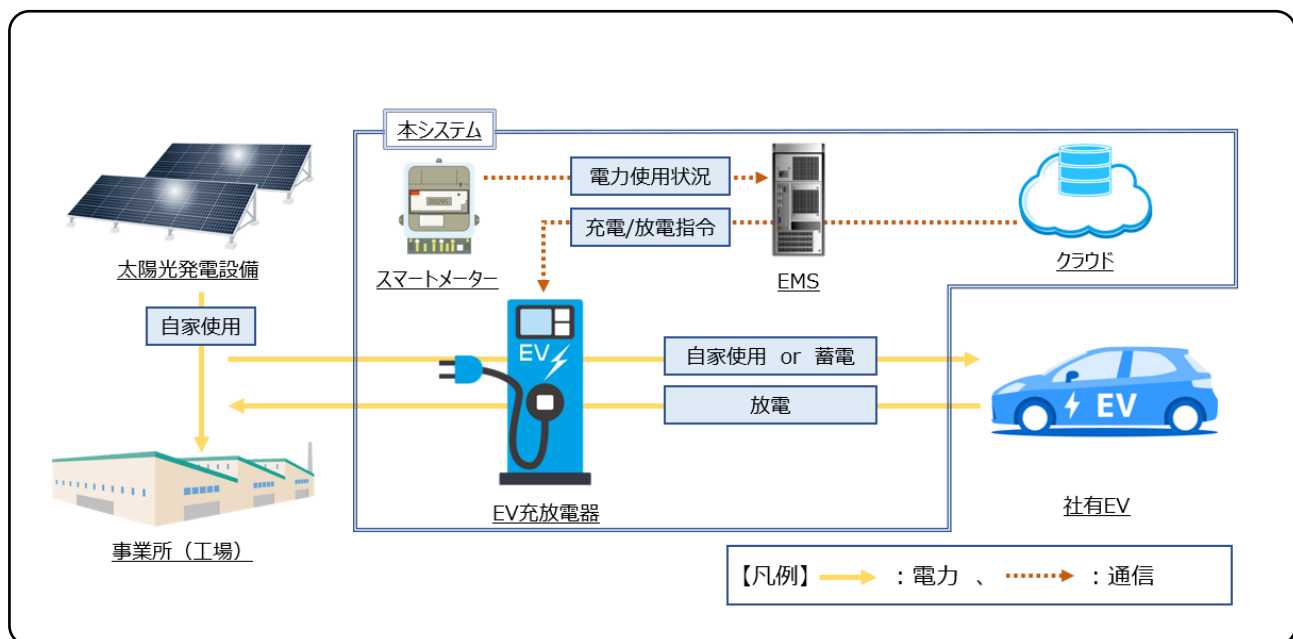 本システム
電力使用状況
充電/放電指令
太陽光発電設備
スマートメーター
EMS
クラウド
自家使用
EV
自家使用 or 蓄電
放電
EV
EV充放電器
社有EV
事業所（工場）
【凡例】 ：電力 、 ：通信